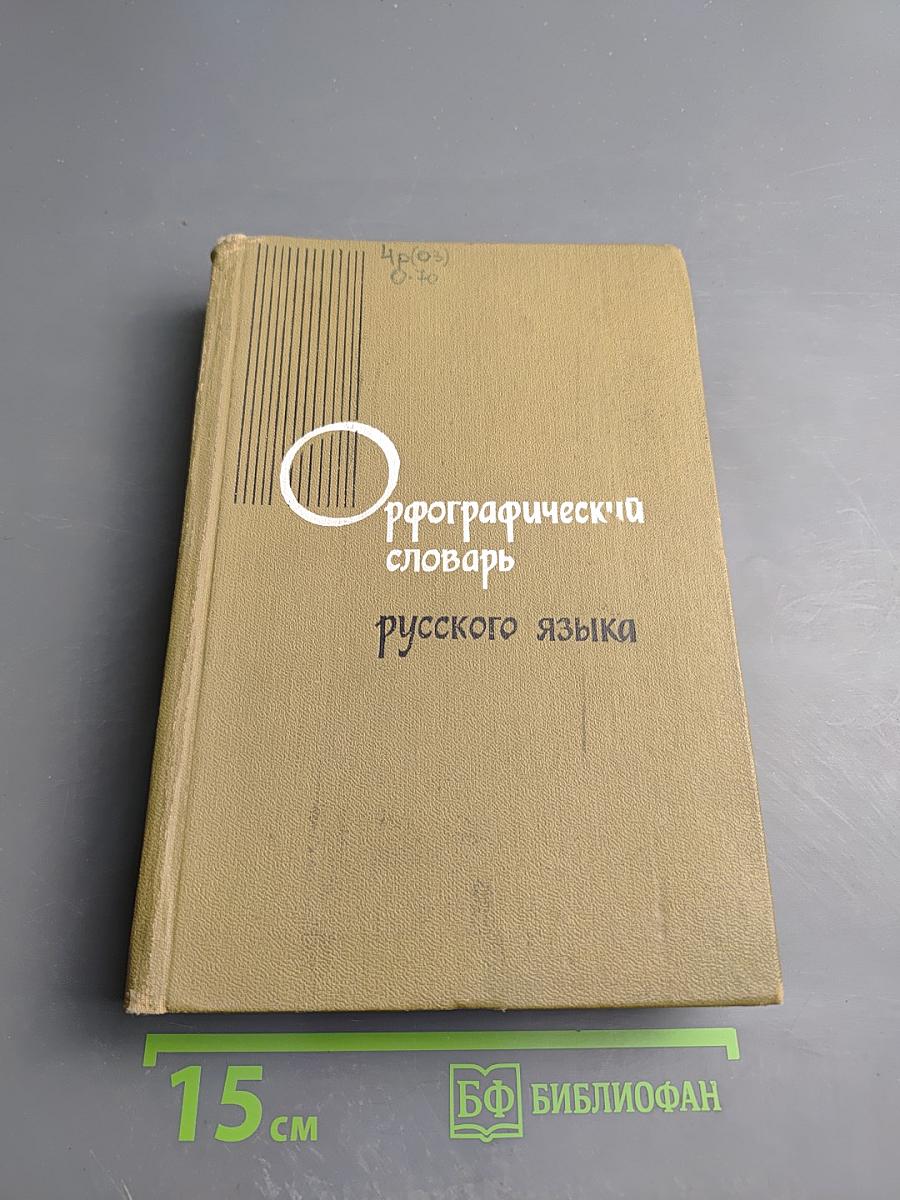 4р(03)
О-70
Орфографический
словарь
русского языка
15 см
БФ БИБЛИОФАН